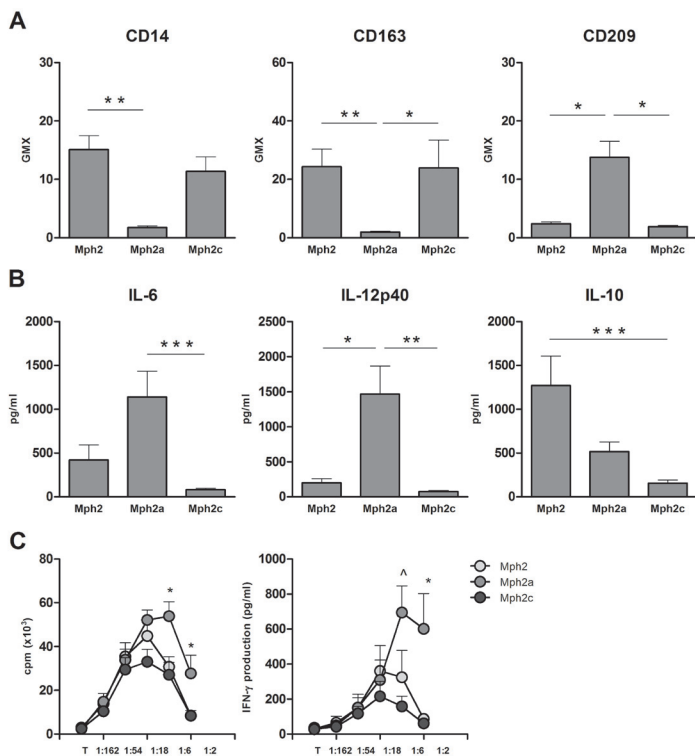 A
CD14
CD163
CD209
30
20
10
0
GMX
* *
Mph2 Mph2a Mph2c
60
40
20
0
GMX
* *
*
Mph2 Mph2a Mph2c
30
20
10
0
GMX
*
*
Mph2 Mph2a Mph2c
B
IL-6
IL-12p40
IL-10
2000
1500
1000
500
0
pg/ml
* * *
Mph2 Mph2a Mph2c
2500
2000
1500
1000
500
0
pg/ml
*
* *
Mph2 Mph2a Mph2c
2000
1500
1000
500
0
pg/ml
* * *
Mph2 Mph2a Mph2c
C
80
60
40
20
0
cpm (x10³)
*
*
T 1:162 1:54 1:18 1:6 1:2
1000
800
600
400
200
0
IFN-γ production (pg/ml)
^
*
T 1:162 1:54 1:18 1:6 1:2
Mph2
Mph2a
Mph2c